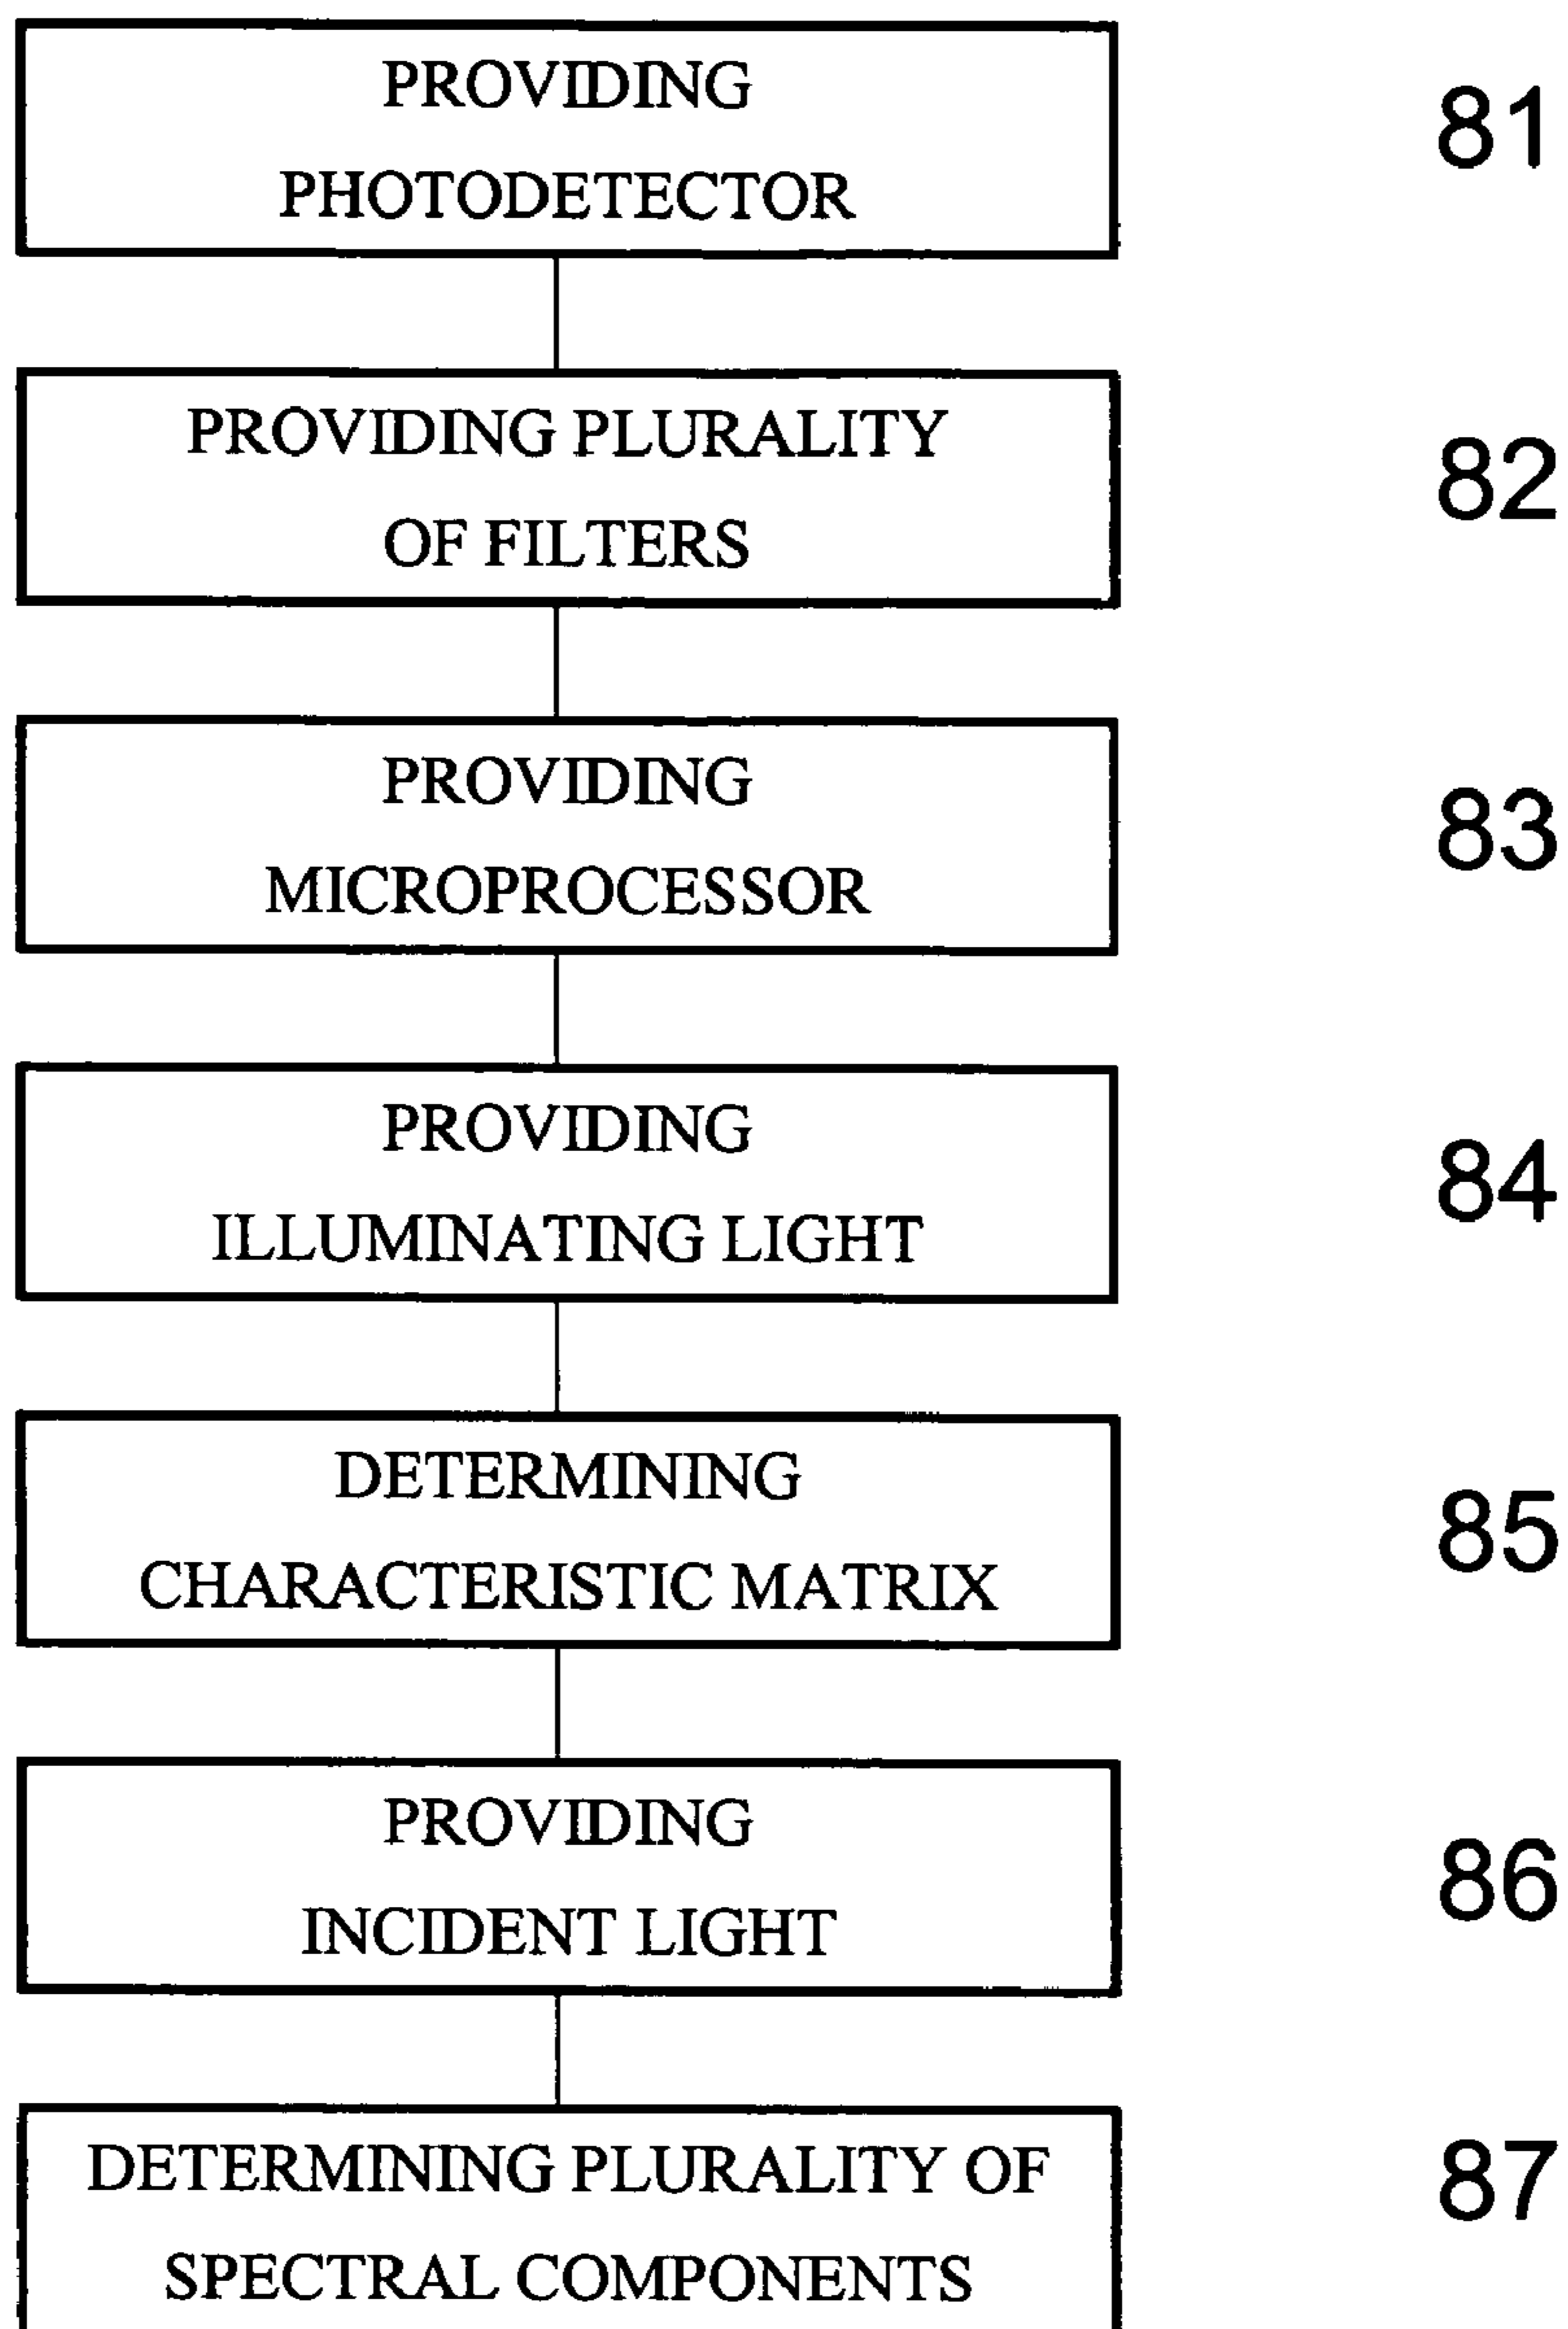 PROVIDING
PHOTODETECTOR
81
PROVIDING PLURALITY
OF FILTERS
82
PROVIDING
MICROPROCESSOR
83
PROVIDING
ILLUMINATING LIGHT
84
DETERMINING
CHARACTERISTIC MATRIX
85
PROVIDING
INCIDENT LIGHT
86
DETERMINING PLURALITY OF
SPECTRAL COMPONENTS
87